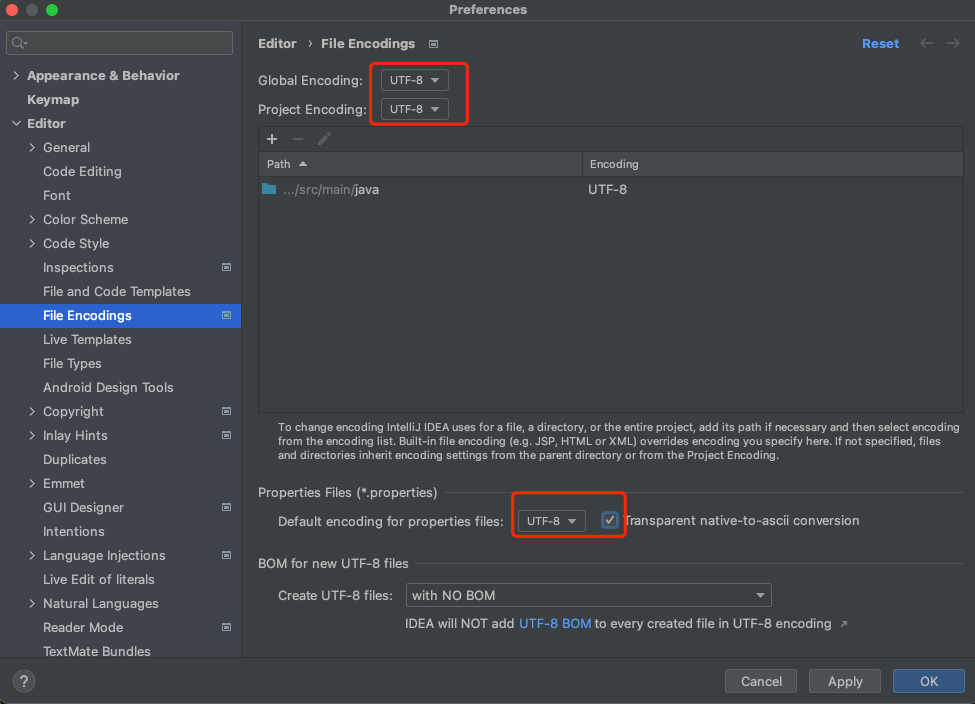 Preferences
Appearance & Behavior
Keymap
Editor
General
Code Editing
Font
Color Scheme
Code Style
Inspections
File and Code Templates
File Encodings
Live Templates
File Types
Android Design Tools
Copyright
Inlay Hints
Duplicates
Emmet
GUI Designer
Intentions
Language Injections
Live Edit of literals
Natural Languages
Reader Mode
TextMate Bundles
Editor › File Encodings
Reset
Global Encoding: UTF-8
Project Encoding: UTF-8
Path Encoding
.../src/main/java UTF-8
To change encoding IntelliJ IDEA uses for a file, a directory, or the entire project, add its path if necessary and then select encoding
from the encoding list. Built-in file encoding (e.g. JSP, HTML or XML) overrides encoding you specify here. If not specified, files
and directories inherit encoding settings from the parent directory or from the Project Encoding.
Properties Files (*.properties)
Default encoding for properties files: UTF-8 Transparent native-to-ascii conversion
BOM for new UTF-8 files
Create UTF-8 files: with NO BOM
IDEA will NOT add UTF-8 BOM to every created file in UTF-8 encoding ↗
?
Cancel
Apply
OK